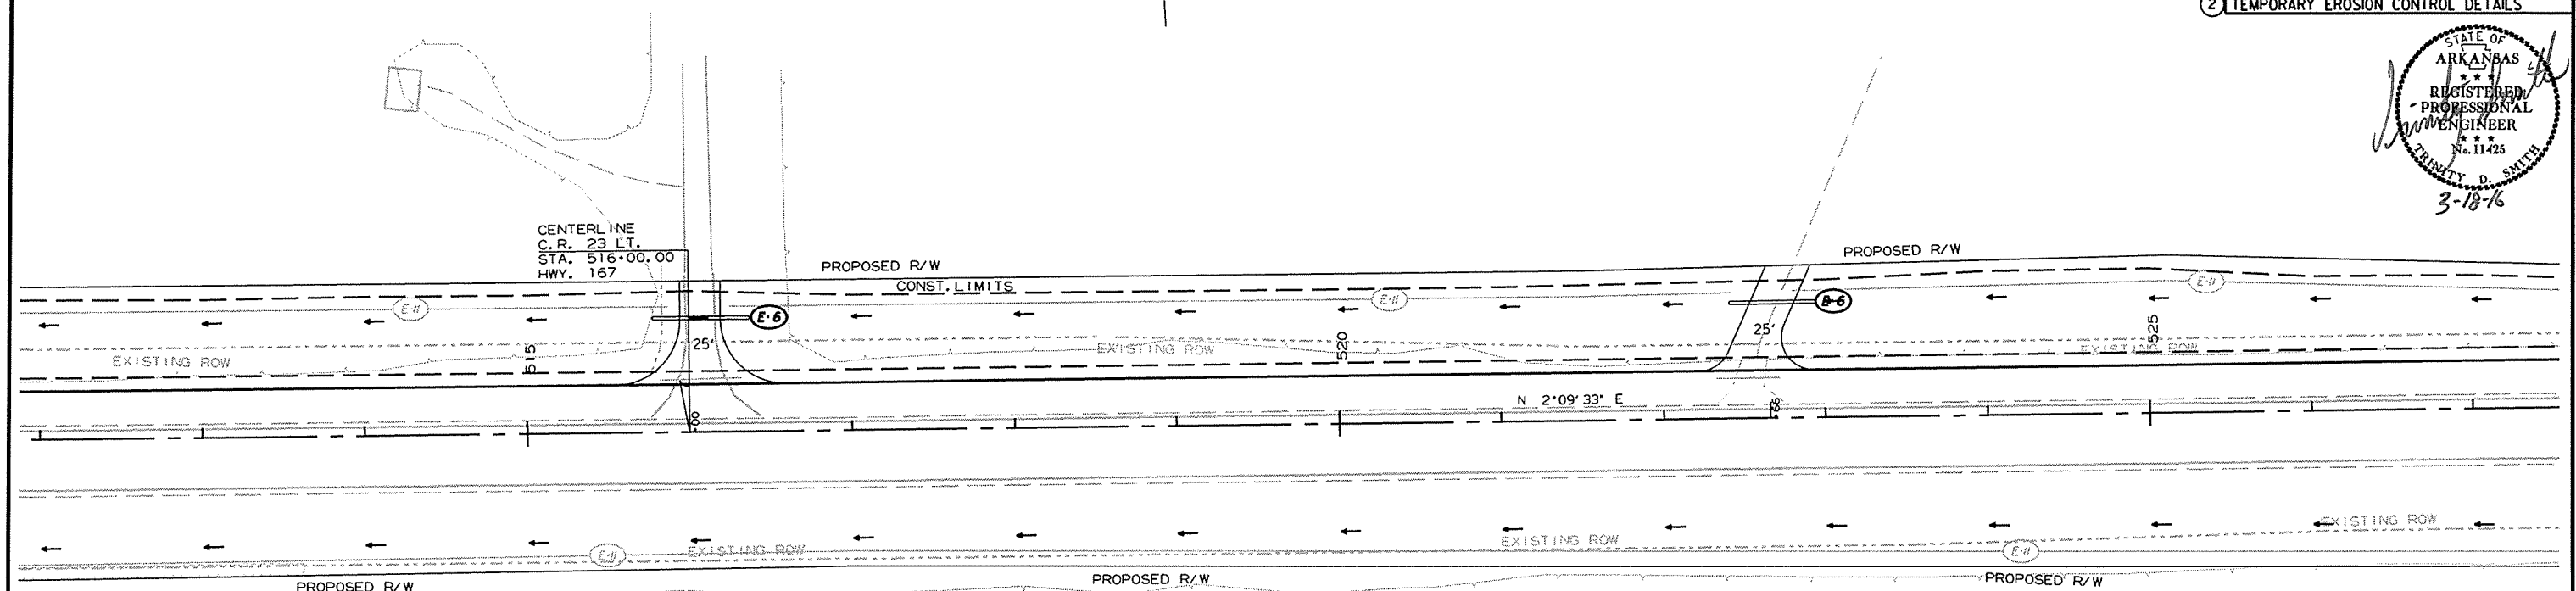 2 TEMPORARY EROSION CONTROL DETAILS
STATE OF
ARKANSAS
★ ★ ★
REGISTERED
PROFESSIONAL
ENGINEER
★ ★ ★
No. 11425
TRINITY D. SMITH
3-18-16
CENTERLINE
C.R. 23 LT.
STA. 516+00.00
HWY. 167
PROPOSED R/W
PROPOSED R/W
CONST. LIMITS
E-11
E-6
E-11
E-6
E-11
25'
25'
EXISTING ROW
515
EXISTING ROW
520
EXISTING ROW
525
N 2°09'33" E
.00
EXISTING ROW
E-11
EXISTING ROW
EXISTING ROW
E-11
PROPOSED R/W
PROPOSED R/W
PROPOSED R/W